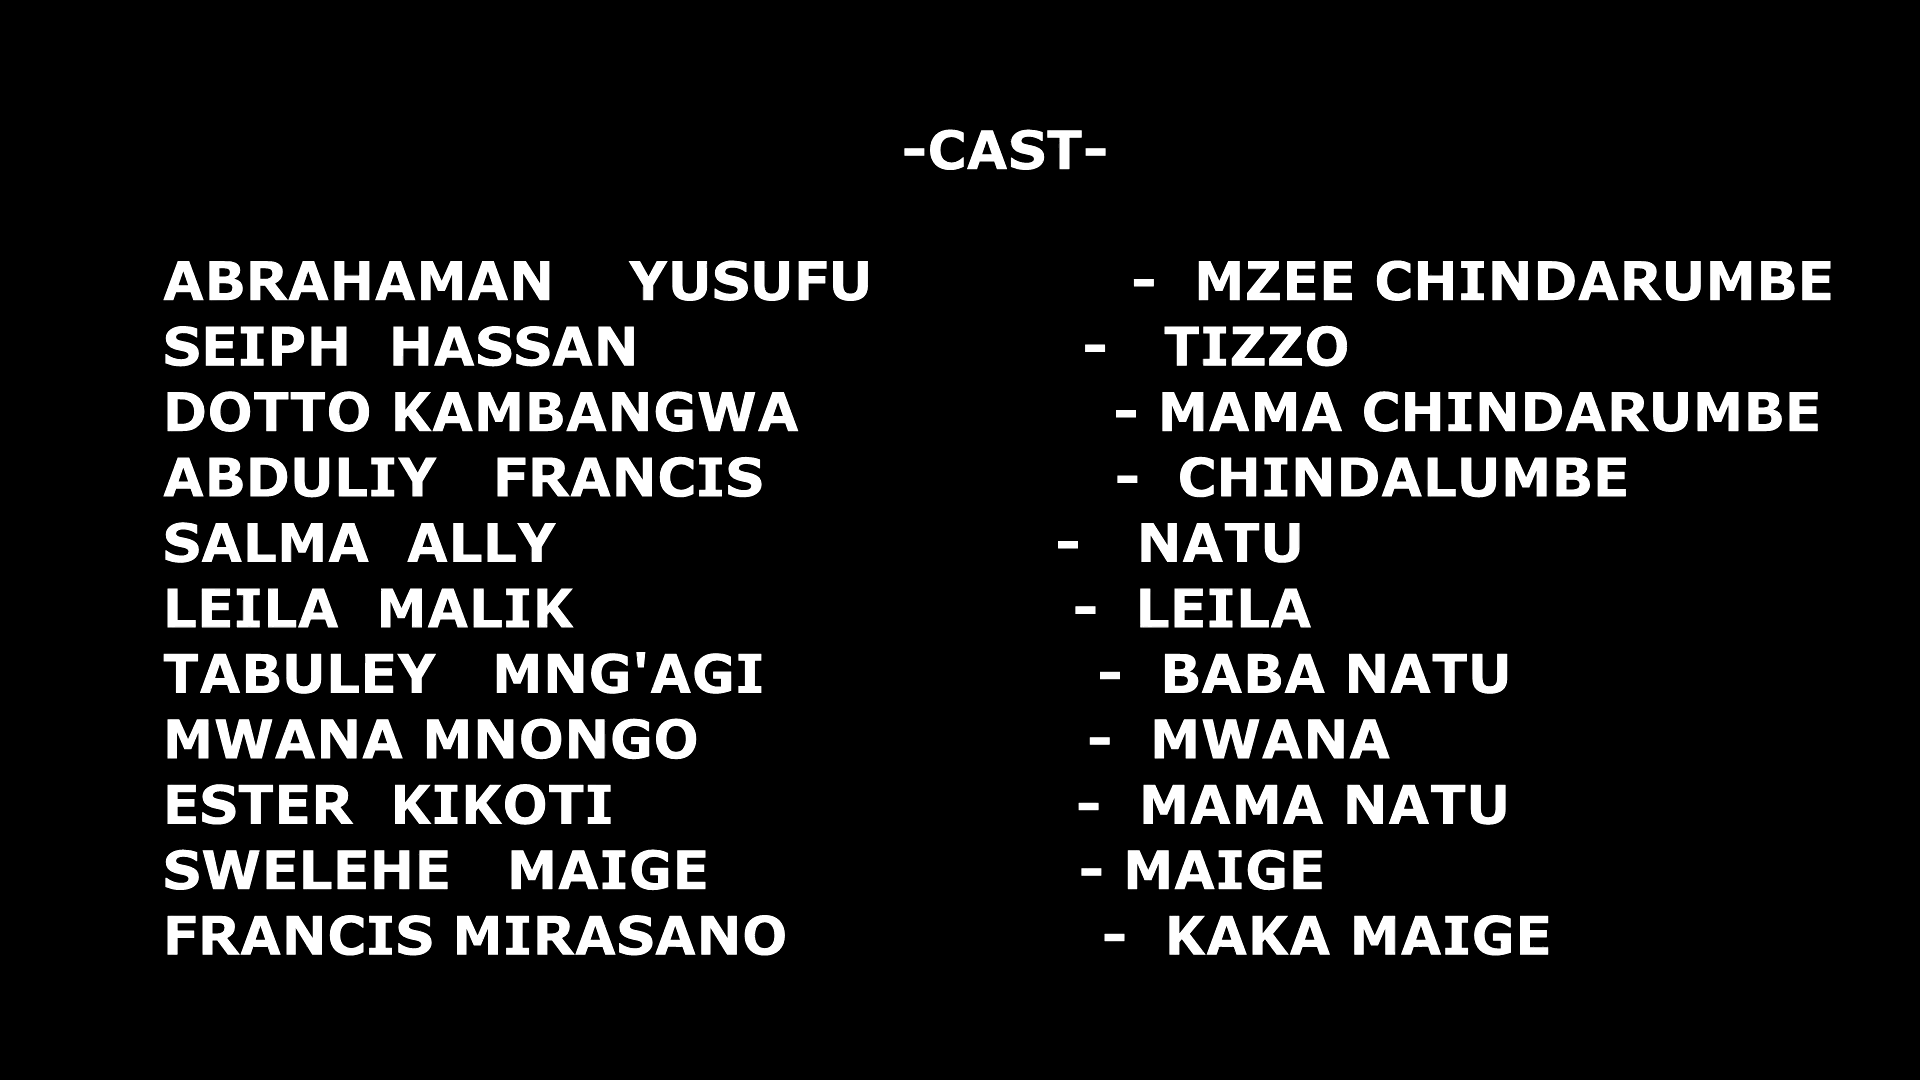 -CAST-
ABRAHAMAN YUSUFU - MZEE CHINDARUMBE
SEIPH HASSAN - TIZZO
DOTTO KAMBANGWA - MAMA CHINDARUMBE
ABDULIY FRANCIS - CHINDALUMBE
SALMA ALLY - NATU
LEILA MALIK - LEILA
TABULEY MNG'AGI - BABA NATU
MWANA MNONGO - MWANA
ESTER KIKOTI - MAMA NATU
SWELEHE MAIGE - MAIGE
FRANCIS MIRASANO - KAKA MAIGE